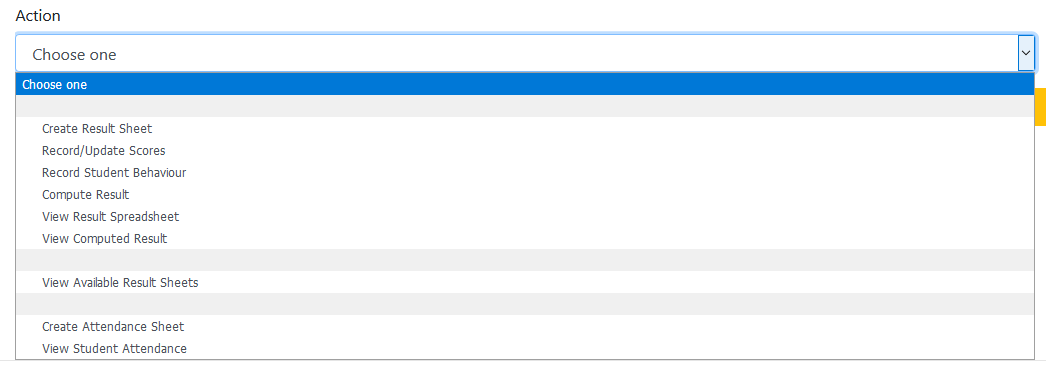 Action
Choose one
Choose one
Create Result Sheet
Record/Update Scores
Record Student Behaviour
Compute Result
View Result Spreadsheet
View Computed Result
View Available Result Sheets
Create Attendance Sheet
View Student Attendance